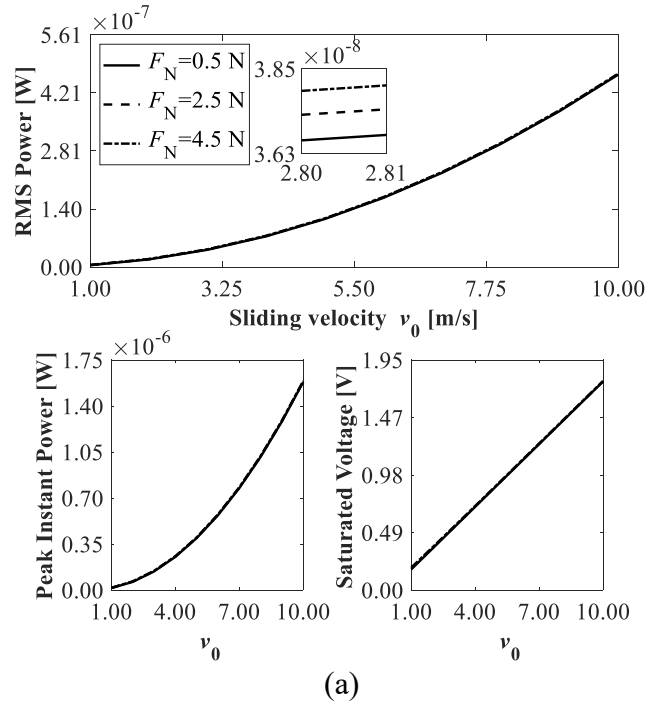 ×10⁻⁷
5.61
4.21
2.81
1.40
0.00
RMS Power [W]
F_N=0.5 N
F_N=2.5 N
F_N=4.5 N
×10⁻⁸
3.85
3.63
2.80 2.81
1.00 3.25 5.50 7.75 10.00
Sliding velocity v₀ [m/s]
×10⁻⁶
1.75
1.40
1.05
0.70
0.35
0.00
Peak Instant Power [W]
1.00 4.00 7.00 10.00
v₀
1.95
1.47
0.98
0.49
0.00
Saturated Voltage [V]
1.00 4.00 7.00 10.00
v₀
(a)